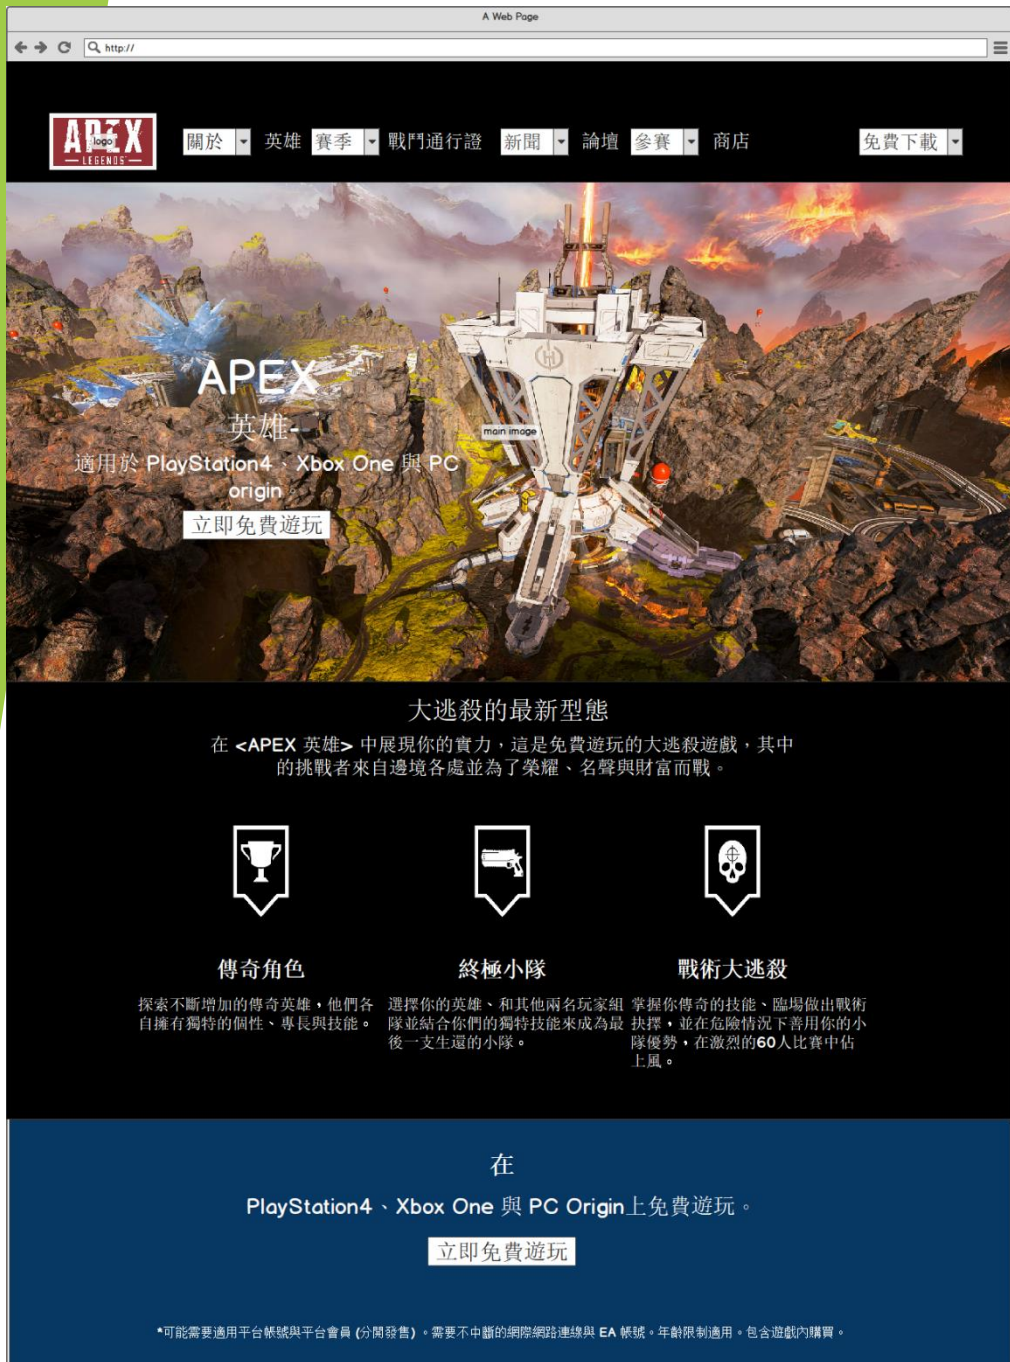 A Web Page
http://
APEX
logo
LEGENDS
關於 英雄 賽季 戰鬥通行證 新聞 論壇 參賽 商店 免費下載
APEX
英雄-
main image
適用於 PlayStation4、Xbox One 與 PC
origin
立即免費遊玩
大逃殺的最新型態
在 <APEX 英雄> 中展現你的實力，這是免費遊玩的大逃殺遊戲，其中
的挑戰者來自邊境各處並為了榮耀、名聲與財富而戰。
傳奇角色
探索不斷增加的傳奇英雄，他們各
自擁有獨特的個性、專長與技能。
終極小隊
選擇你的英雄、和其他兩名玩家組
隊並結合你們的獨特技能來成為最
後一支生還的小隊。
戰術大逃殺
掌握你傳奇的技能、臨場做出戰術
抉擇，並在危險情況下善用你的小
隊優勢，在激烈的60人比賽中佔
上風。
在
PlayStation4、Xbox One 與 PC Origin上免費遊玩。
立即免費遊玩
*可能需要適用平台帳號與平台會員 (分開發售) 。需要不中斷的網際網路連線與 EA 帳號。年齡限制適用。包含遊戲內購買。